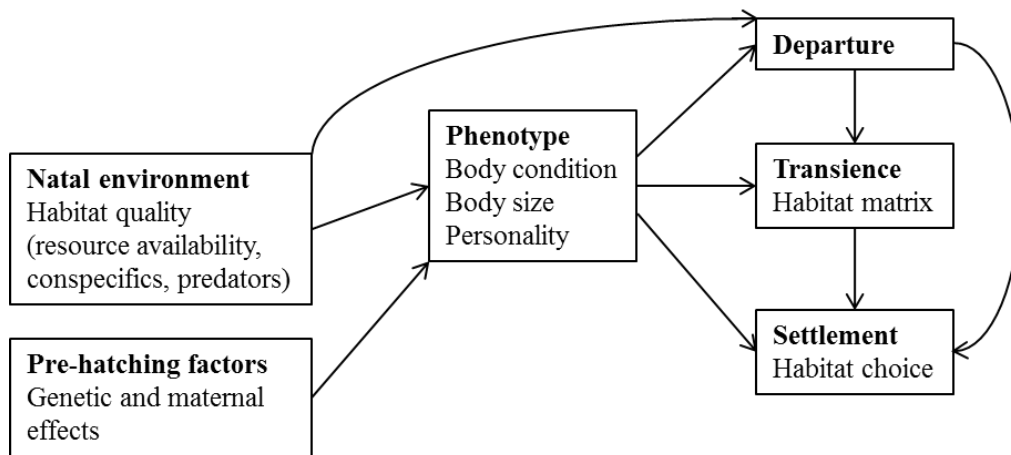 Natal environment
Habitat quality
(resource availability,
conspecifics, predators)
Pre-hatching factors
Genetic and maternal
effects
Phenotype
Body condition
Body size
Personality
Departure
Transience
Habitat matrix
Settlement
Habitat choice